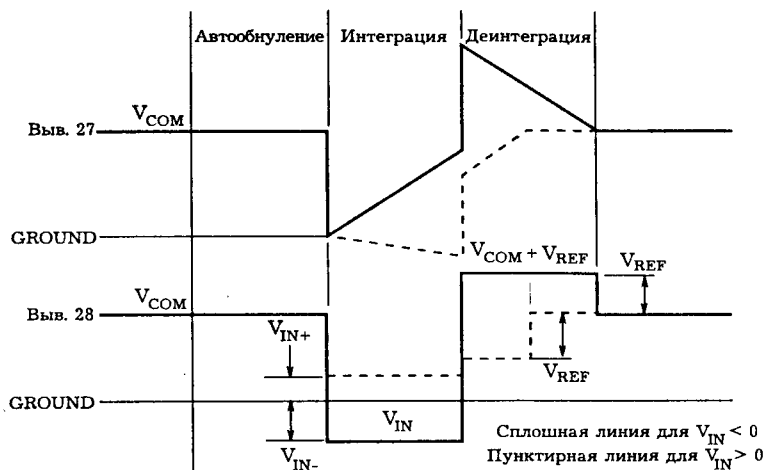 Автообнуление Интеграция Деинтеграция
V_COM
Выв. 27
GROUND
V_COM + V_REF
V_REF
V_COM
Выв. 28
V_IN+
V_REF
GROUND
V_IN
V_IN-
Сплошная линия для V_IN < 0
Пунктирная линия для V_IN > 0